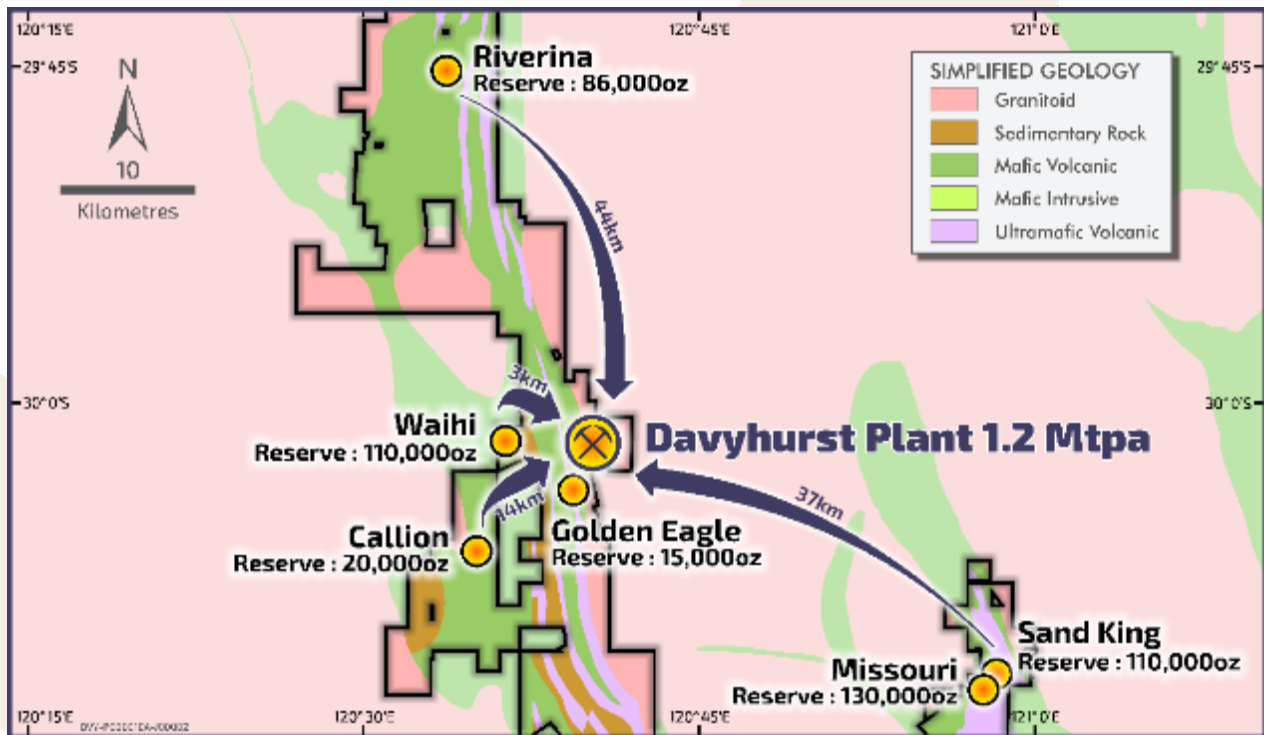 120°15'E
120°45'E
121°0'E
29°45'S
29°45'S
N
10
Kilometres
Riverina
Reserve : 86,000oz
SIMPLIFIED GEOLOGY
Granitoid
Sedimentary Rock
Mafic Volcanic
Mafic Intrusive
Ultramafic Volcanic
44km
30°0'S
30°0'S
3km
Waihi
Reserve : 110,000oz
Davyhurst Plant 1.2 Mtpa
14km
37km
Callion
Reserve : 20,000oz
Golden Eagle
Reserve : 15,000oz
Sand King
Reserve : 110,000oz
Missouri
Reserve : 130,000oz
120°15'E
120°30'E
120°45'E
121°0'E